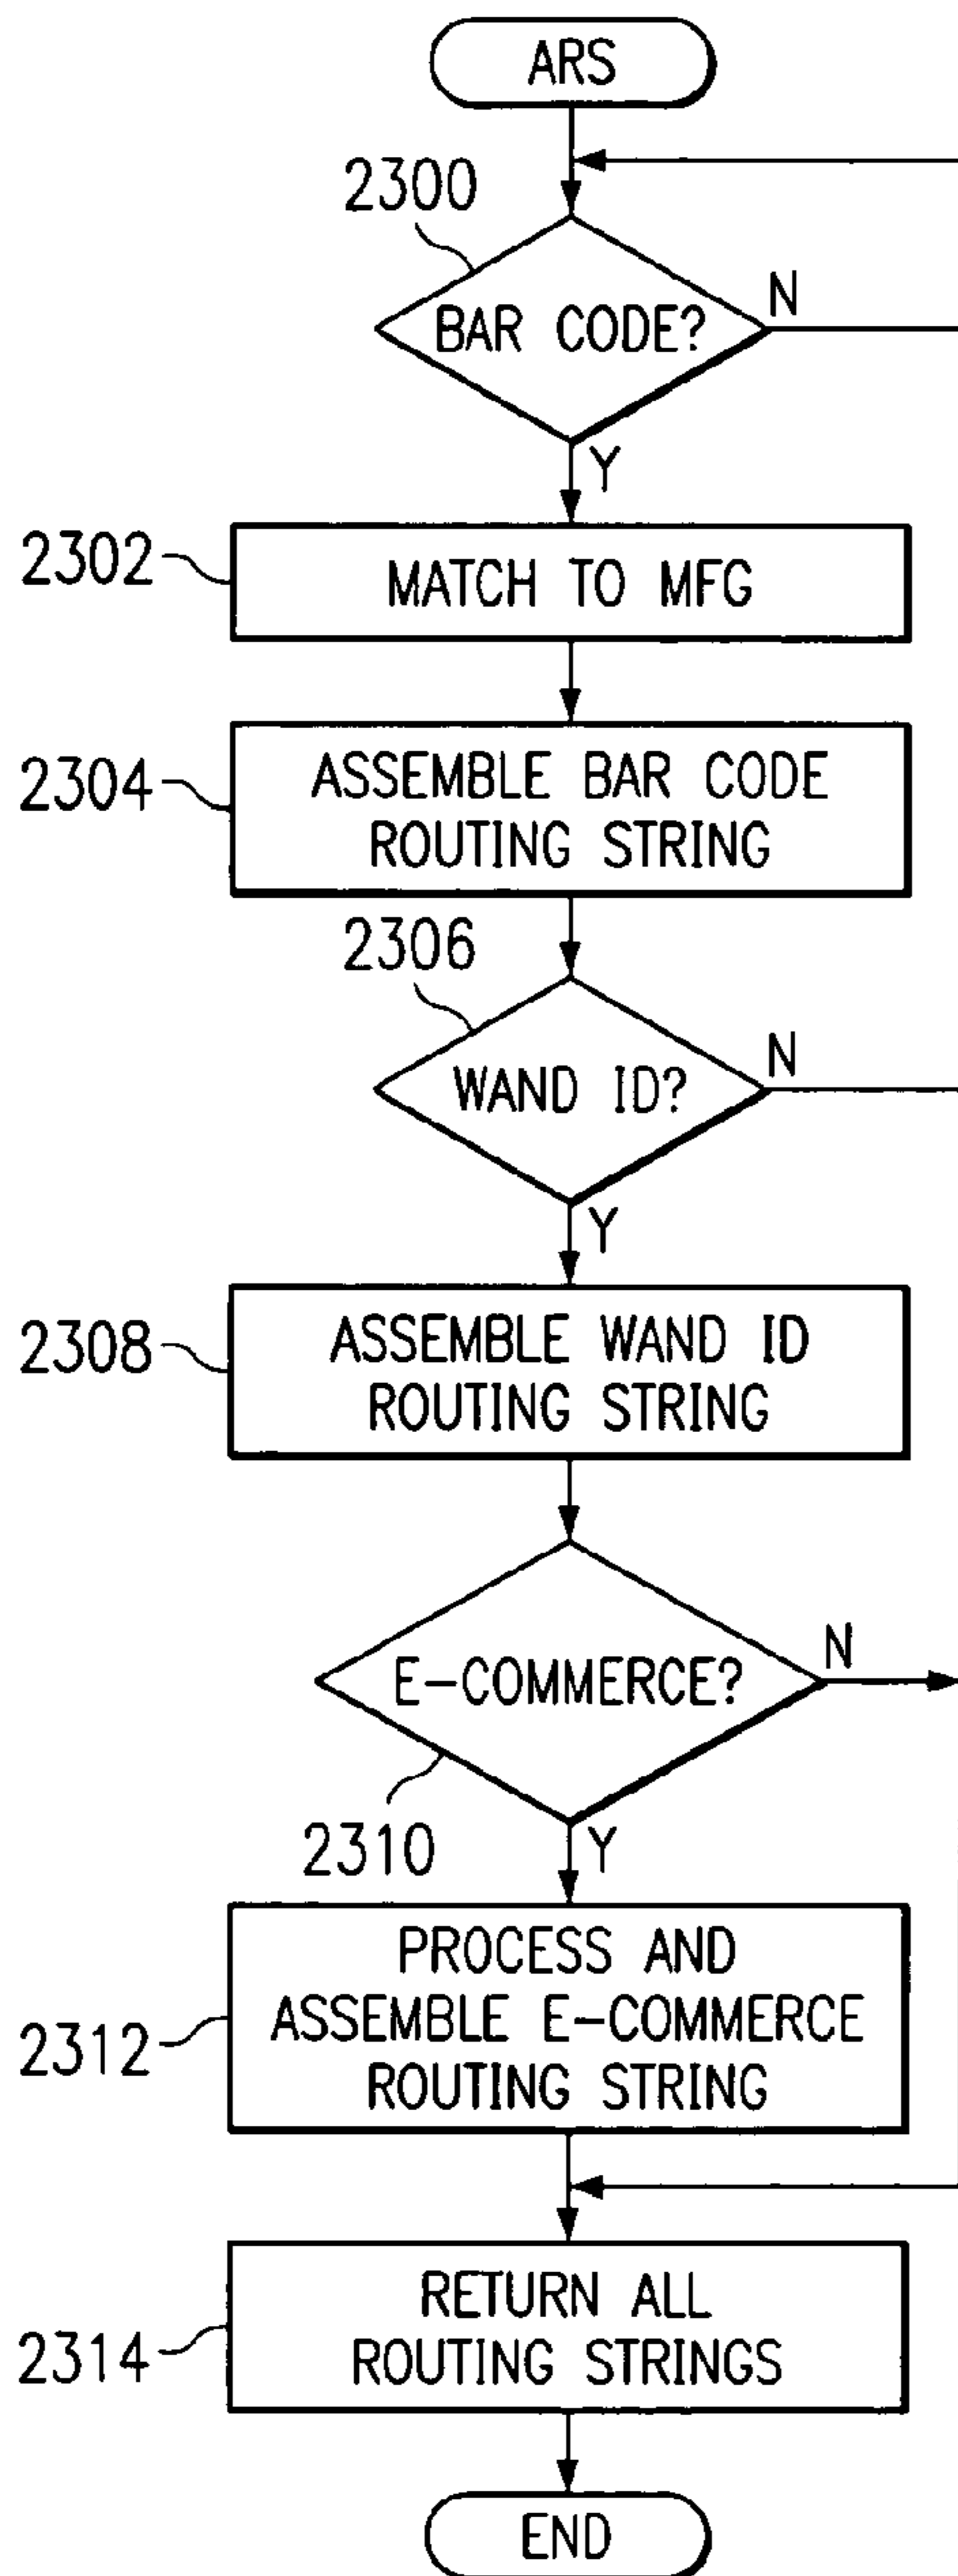 ARS
2300
BAR CODE?
N
Y
2302
MATCH TO MFG
2304
ASSEMBLE BAR CODE
ROUTING STRING
2306
WAND ID?
N
Y
2308
ASSEMBLE WAND ID
ROUTING STRING
E-COMMERCE?
N
2310
Y
2312
PROCESS AND
ASSEMBLE E-COMMERCE
ROUTING STRING
2314
RETURN ALL
ROUTING STRINGS
END